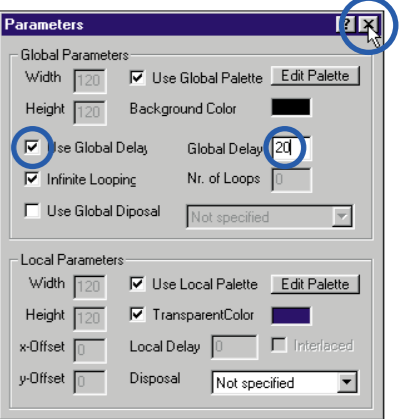 Parameters
Global Parameters
Width 120 Use Global Palette Edit Palette
Height 120 Background Color
Use Global Delay Global Delay 20
Infinite Looping Nr. of Loops 0
Use Global Diposal Not specified
Local Parameters
Width 120 Use Local Palette Edit Palette
Height 120 TransparentColor
x-Offset 0 Local Delay 0 Interlaced
y-Offset 0 Disposal Not specified